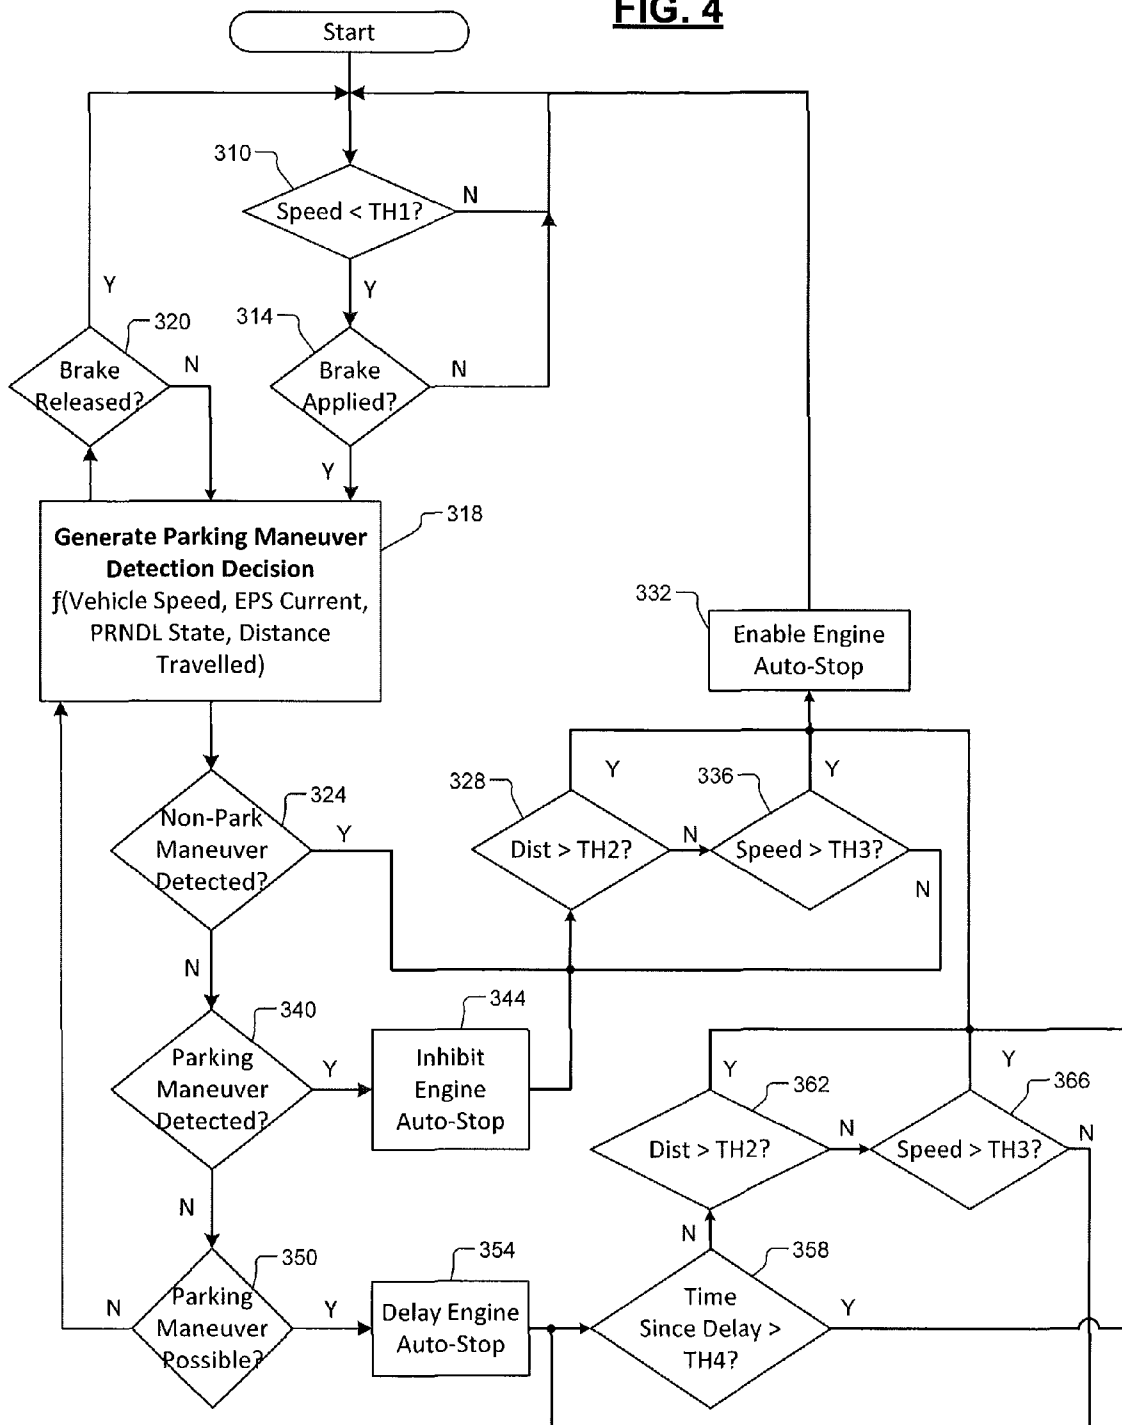 FIG. 4
Start
310
Speed < TH1?
N
Y
Y
320
314
Brake
Released?
N
Brake
Applied?
N
Y
318
Generate Parking Maneuver
Detection Decision
ƒ(Vehicle Speed, EPS Current,
PRNDL State, Distance
Travelled)
332
Enable Engine
Auto-Stop
324
Non-Park
Maneuver
Detected?
Y
N
328
Dist > TH2?
Y
N
336
Speed > TH3?
Y
N
340
Parking
Maneuver
Detected?
Y
N
344
Inhibit
Engine
Auto-Stop
362
Dist > TH2?
Y
N
366
Speed > TH3?
Y
N
350
Parking
Maneuver
Possible?
N
Y
354
Delay Engine
Auto-Stop
358
Time
Since Delay >
TH4?
N
Y